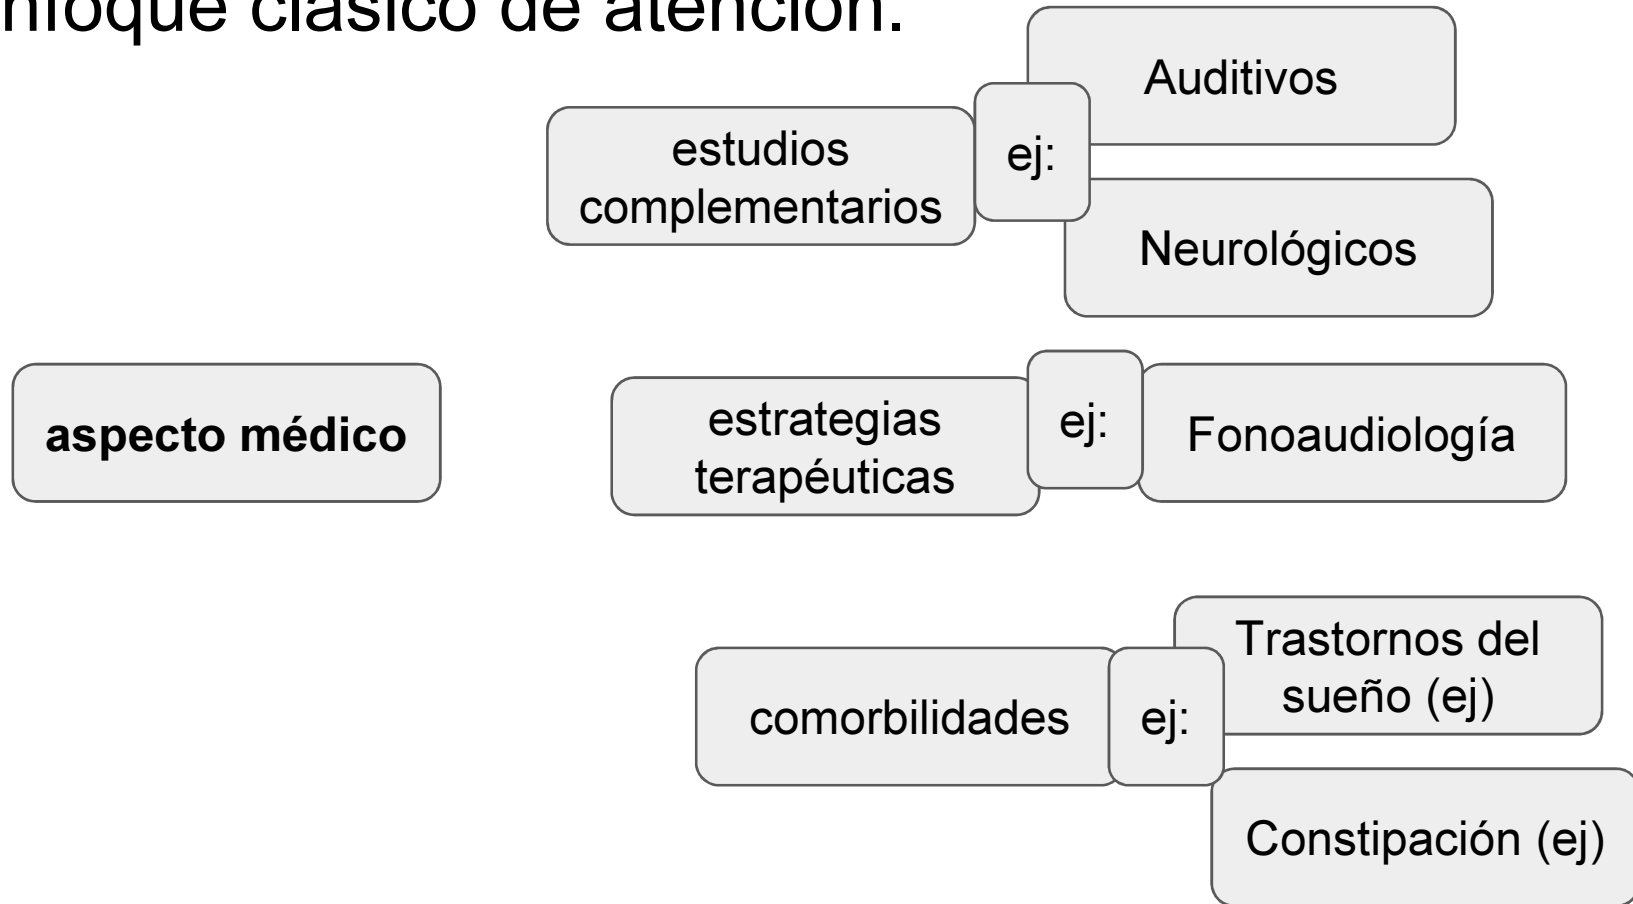 nfoque clásico de atención.
Auditivos
estudios
complementarios
ej:
Neurológicos
aspecto médico
estrategias
terapéuticas
ej:
Fonoaudiología
comorbilidades
ej:
Trastornos del
sueño (ej)
Constipación (ej)